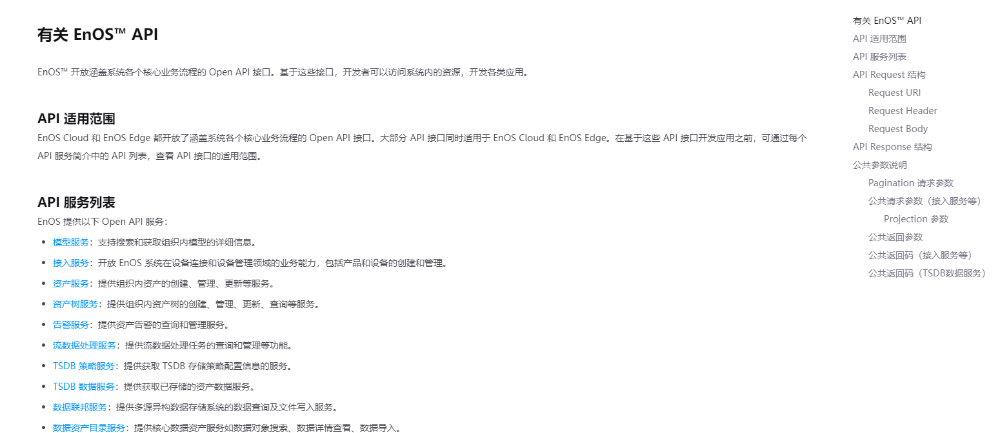 有关 EnOS™ API
EnOS™ 开放涵盖系统各个核心业务流程的 Open API 接口。基于这些接口，开发者可以访问系统内的资源，开发各类应用。
API 适用范围
EnOS Cloud 和 EnOS Edge 都开放了涵盖系统各个核心业务流程的 Open API 接口。大部分 API 接口同时适用于 EnOS Cloud 和 EnOS Edge。在基于这些 API 接口开发应用之前，可通过每个
API 服务简介中的 API 列表，查看 API 接口的适用范围。
API 服务列表
EnOS 提供以下 Open API 服务：
• 模型服务：支持搜索和获取组织内模型的详细信息。
• 接入服务：开放 EnOS 系统在设备连接和设备管理领域的业务能力，包括产品和设备的创建和管理。
• 资产服务：提供组织内资产的创建、管理、更新等服务。
• 资产树服务：提供组织内资产树的创建、管理、更新、查询等服务。
• 告警服务：提供资产告警的查询和管理服务。
• 流数据处理服务：提供流数据处理任务的查询和管理等功能。
• TSDB 策略服务：提供获取 TSDB 存储策略配置信息的服务。
• TSDB 数据服务：提供获取已存储的资产数据服务。
• 数据联邦服务：提供多源异构数据存储系统的数据查询及文件写入服务。
• 数据资产目录服务：提供核心数据资产服务如数据对象搜索、数据详情查看、数据导入。
有关 EnOS™ API
API 适用范围
API 服务列表
API Request 结构
Request URI
Request Header
Request Body
API Response 结构
公共参数说明
Pagination 请求参数
公共请求参数（接入服务等）
Projection 参数
公共返回参数
公共返回码（接入服务等）
公共返回码（TSDB数据服务）